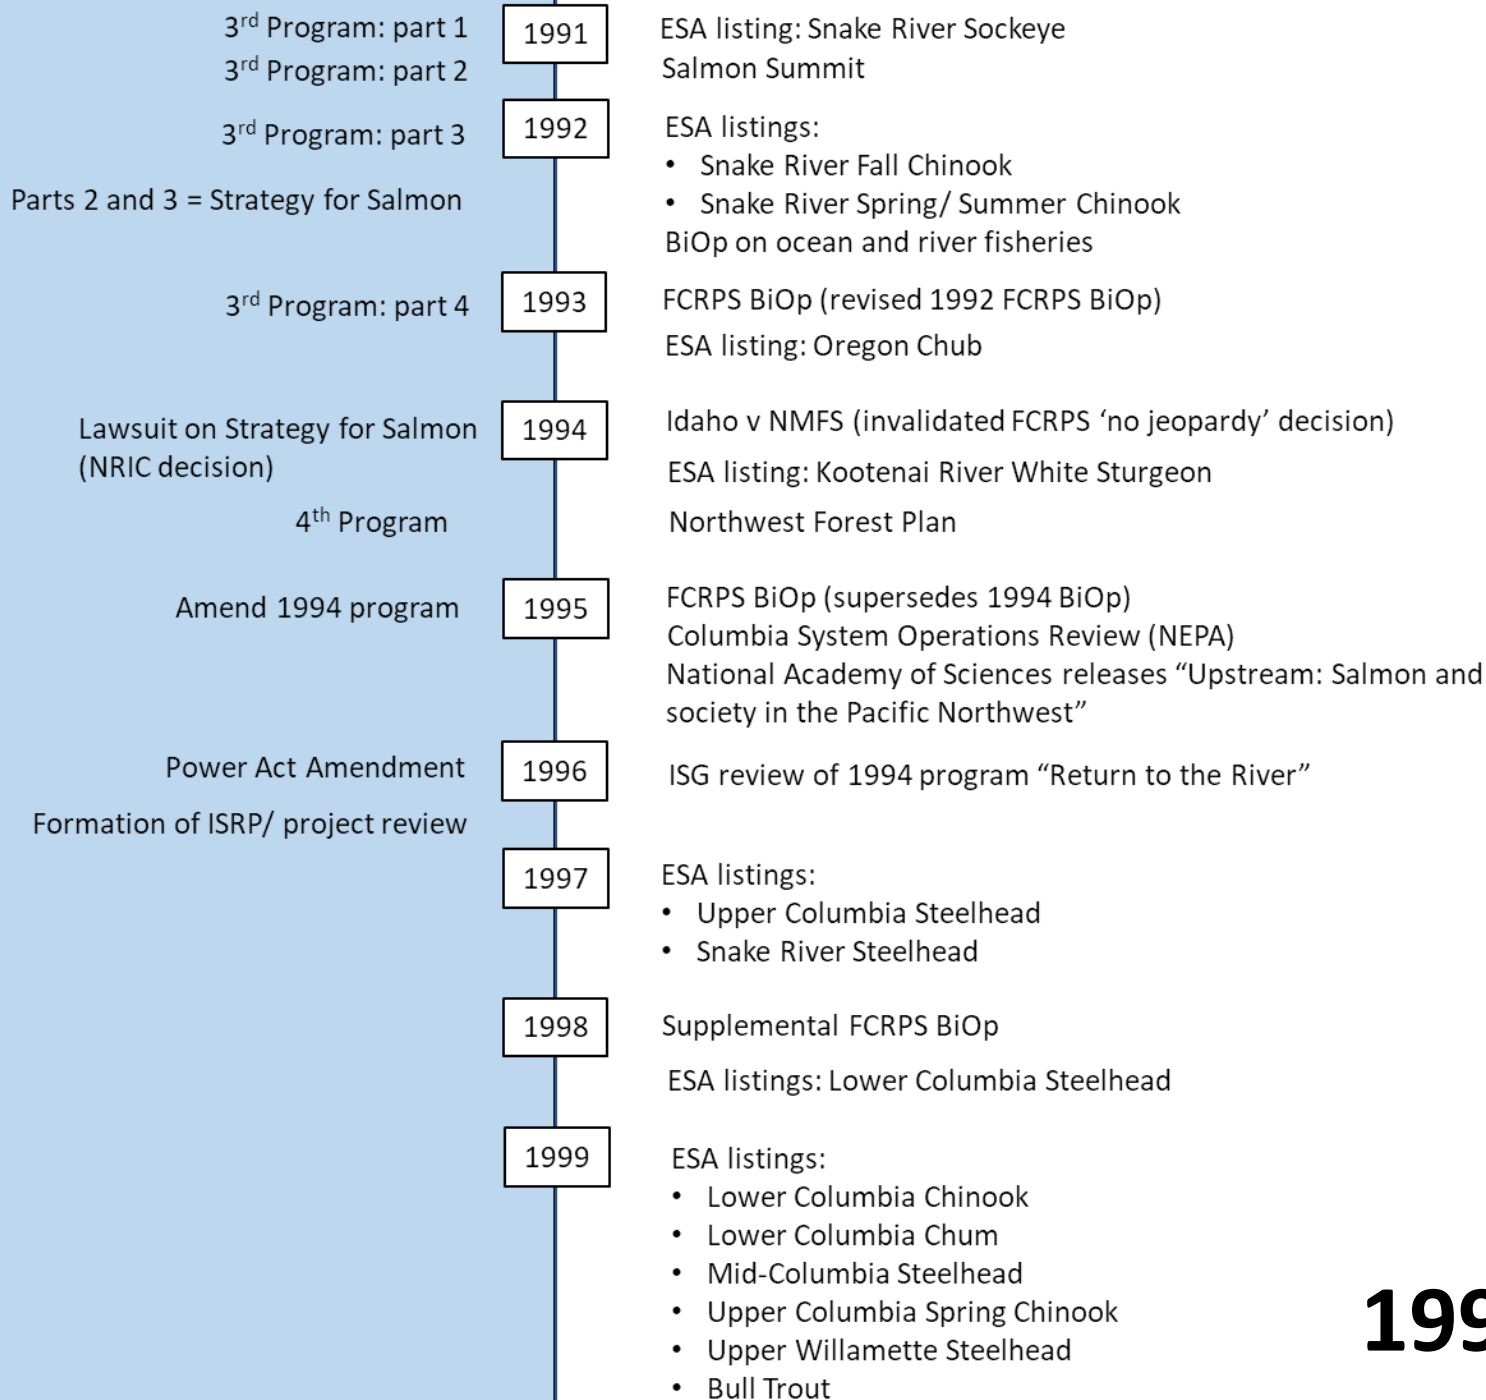 3rd Program: part 1
3rd Program: part 2
1991
ESA listing: Snake River Sockeye
Salmon Summit
3rd Program: part 3
Parts 2 and 3 = Strategy for Salmon
1992
ESA listings:
• Snake River Fall Chinook
• Snake River Spring/ Summer Chinook
BiOp on ocean and river fisheries
3rd Program: part 4
1993
FCRPS BiOp (revised 1992 FCRPS BiOp)
ESA listing: Oregon Chub
Lawsuit on Strategy for Salmon
(NRIC decision)
4th Program
1994
Idaho v NMFS (invalidated FCRPS ‘no jeopardy’ decision)
ESA listing: Kootenai River White Sturgeon
Northwest Forest Plan
Amend 1994 program
1995
FCRPS BiOp (supersedes 1994 BiOp)
Columbia System Operations Review (NEPA)
National Academy of Sciences releases “Upstream: Salmon and
society in the Pacific Northwest”
Power Act Amendment
Formation of ISRP/ project review
1996
ISG review of 1994 program “Return to the River”
1997
ESA listings:
• Upper Columbia Steelhead
• Snake River Steelhead
1998
Supplemental FCRPS BiOp
ESA listings: Lower Columbia Steelhead
1999
ESA listings:
• Lower Columbia Chinook
• Lower Columbia Chum
• Mid-Columbia Steelhead
• Upper Columbia Spring Chinook
• Upper Willamette Steelhead
• Bull Trout